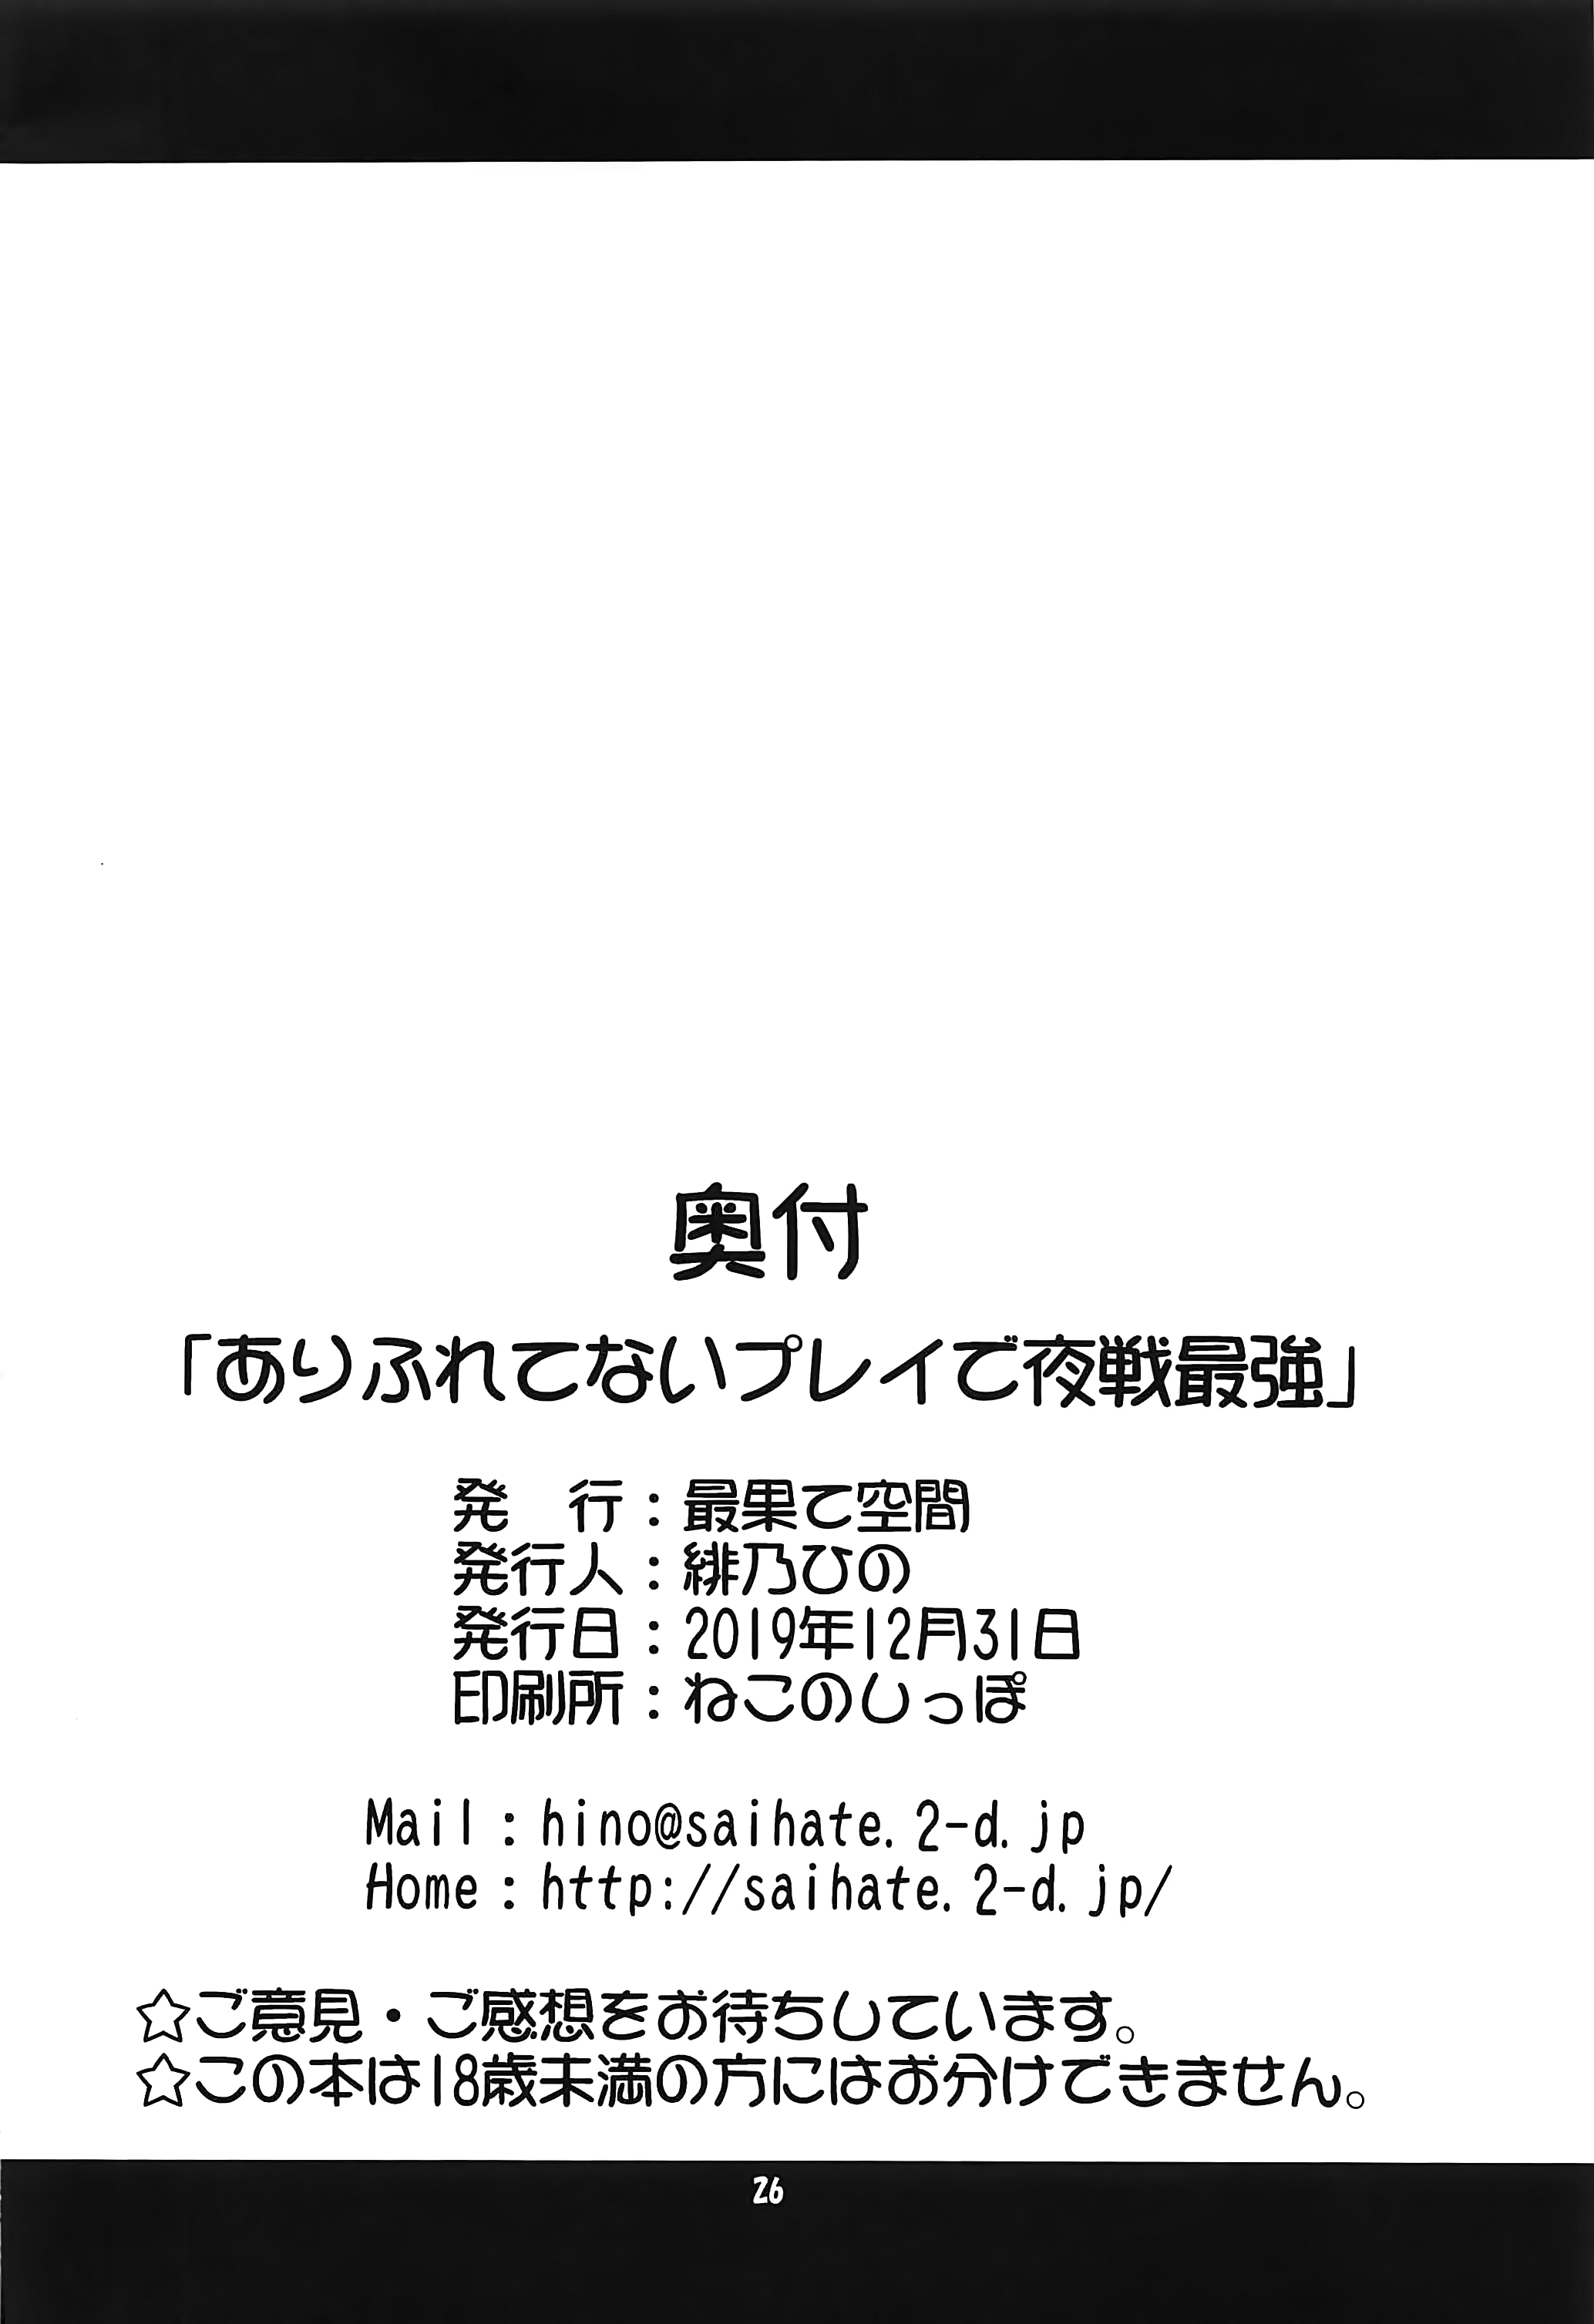 奥付
「ありふれてないプレイで夜戦最強」
発　行：最果て空間
発行人：緋乃ひの
発行日：2019年12月31日
印刷所：ねこのしっぽ
Mail：hino@saihate.2-d.jp
Home：http://saihate.2-d.jp/
☆ご意見・ご感想をお待ちしています。
☆この本は18歳未満の方にはお分けできません。
26